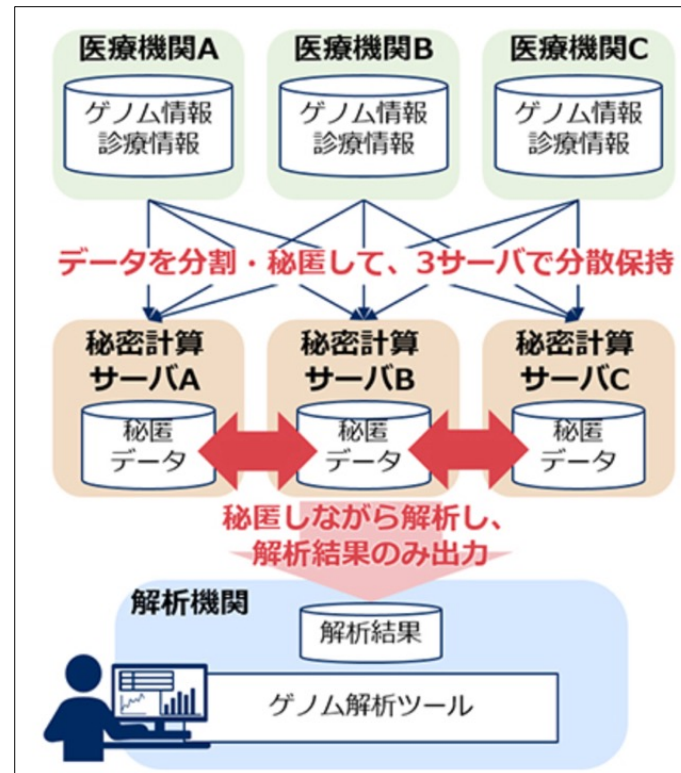 医療機関A
医療機関B
医療機関C
ゲノム情報
診療情報
ゲノム情報
診療情報
ゲノム情報
診療情報
データを分割・秘匿して、3サーバで分散保持
秘密計算
サーバA
秘密計算
サーバB
秘密計算
サーバC
秘匿
データ
秘匿
データ
秘匿
データ
秘匿しながら解析し、
解析結果のみ出力
解析機関
解析結果
ゲノム解析ツール